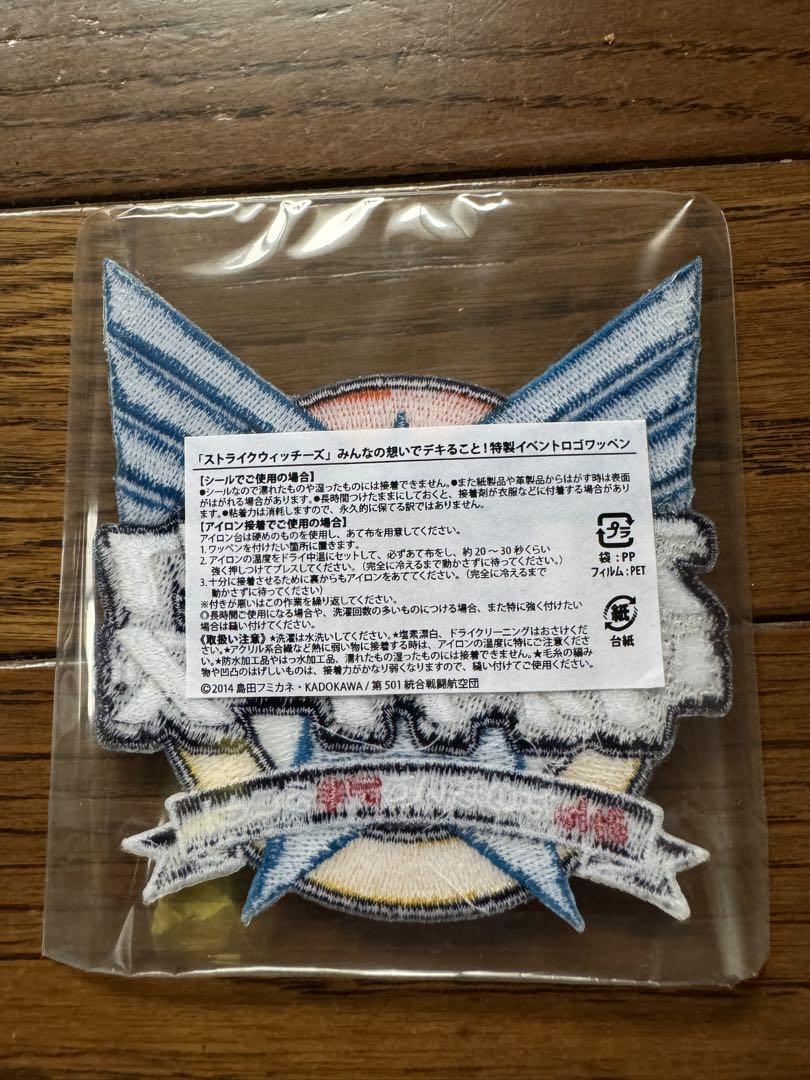 「ストライクウィッチーズ」みんなの想いでデキること！特製イベントロゴワッペン
【シールでご使用の場合】
●シールなので濡れたものや湿ったものには接着できません。●また紙製品や革製品からはがす時は表面
がはがれる場合があります。●長時間つけたままにしておくと、接着剤が衣服などに付着する場合があり
ます。●粘着力は消耗しますので、永久的に保てる訳ではありません。
【アイロン接着でご使用の場合】
アイロン台は硬めのものを使用し、あて布を用意してください。
1. ワッペンを付けたい箇所に置きます。
2. アイロンの温度をドライ中温にセットして、必ずあて布をし、約 20 〜 30 秒くらい
強く押しつけてプレスしてください。（完全に冷えるまで動かさずに待ってください。）
3. 十分に接着させるために裏からもアイロンをあててください。（完全に冷えるまで
動かさずに待ってください）
※付きが悪いはこの作業を繰り返してください。
◎長時間ご使用になる場合や、洗濯回数の多いものにつける場合、また特に強く付けたい
場合は縫い付けてください。
《取扱い注意》★洗濯は水洗いしてください。★塩素漂白、ドライクリーニングはおさけくだ
さい。★アクリル系合繊など熱に弱い物に接着する時は、アイロンの温度に特にご注意くださ
い。★防水加工品やはっ水加工品、濡れたもの湿ったものには接着できません。★毛糸の編み
物や凹凸のはげしいものは、接着力がかなり弱くなりますので、縫い付けてご使用ください。
©2014 島田フミカネ・KADOKAWA / 第 501 統合戦闘航空団
プラ
袋 : PP
フィルム : PET
紙
台紙